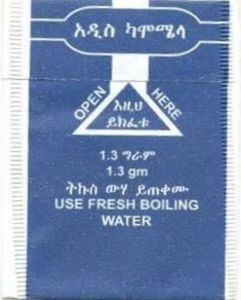 አዲስ ካሞሜላ
OPEN HERE
እዚህ
ይክፈቱ
1.3 ግራም
1.3 gm
ትኩስ ውሃ ይጠቀሙ
USE FRESH BOILING
WATER